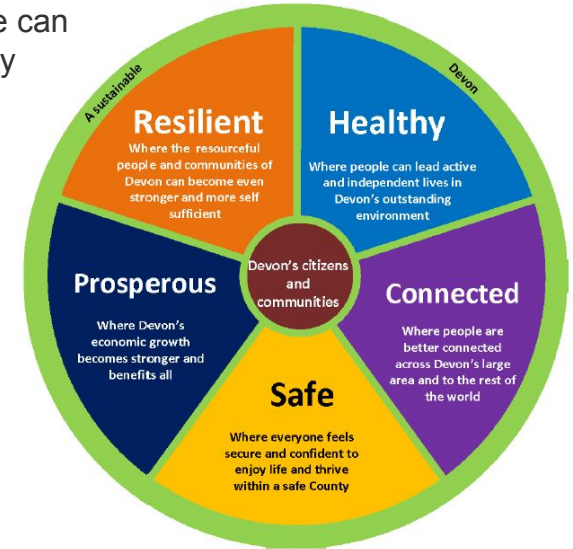 e can
y
A sustainable
Devon
Resilient
Where the resourceful
people and communities of
Devon can become even
stronger and more self
sufficient
Healthy
Where people can lead active
and independent lives in
Devon's outstanding
environment
Prosperous
Where Devon's
economic growth
becomes stronger and
benefits all
Devon's citizens
and
communities
Connected
Where people are
better connected
across Devon's large
area and to the rest of
the world
Safe
Where everyone feels
secure and confident to
enjoy life and thrive
within a safe County